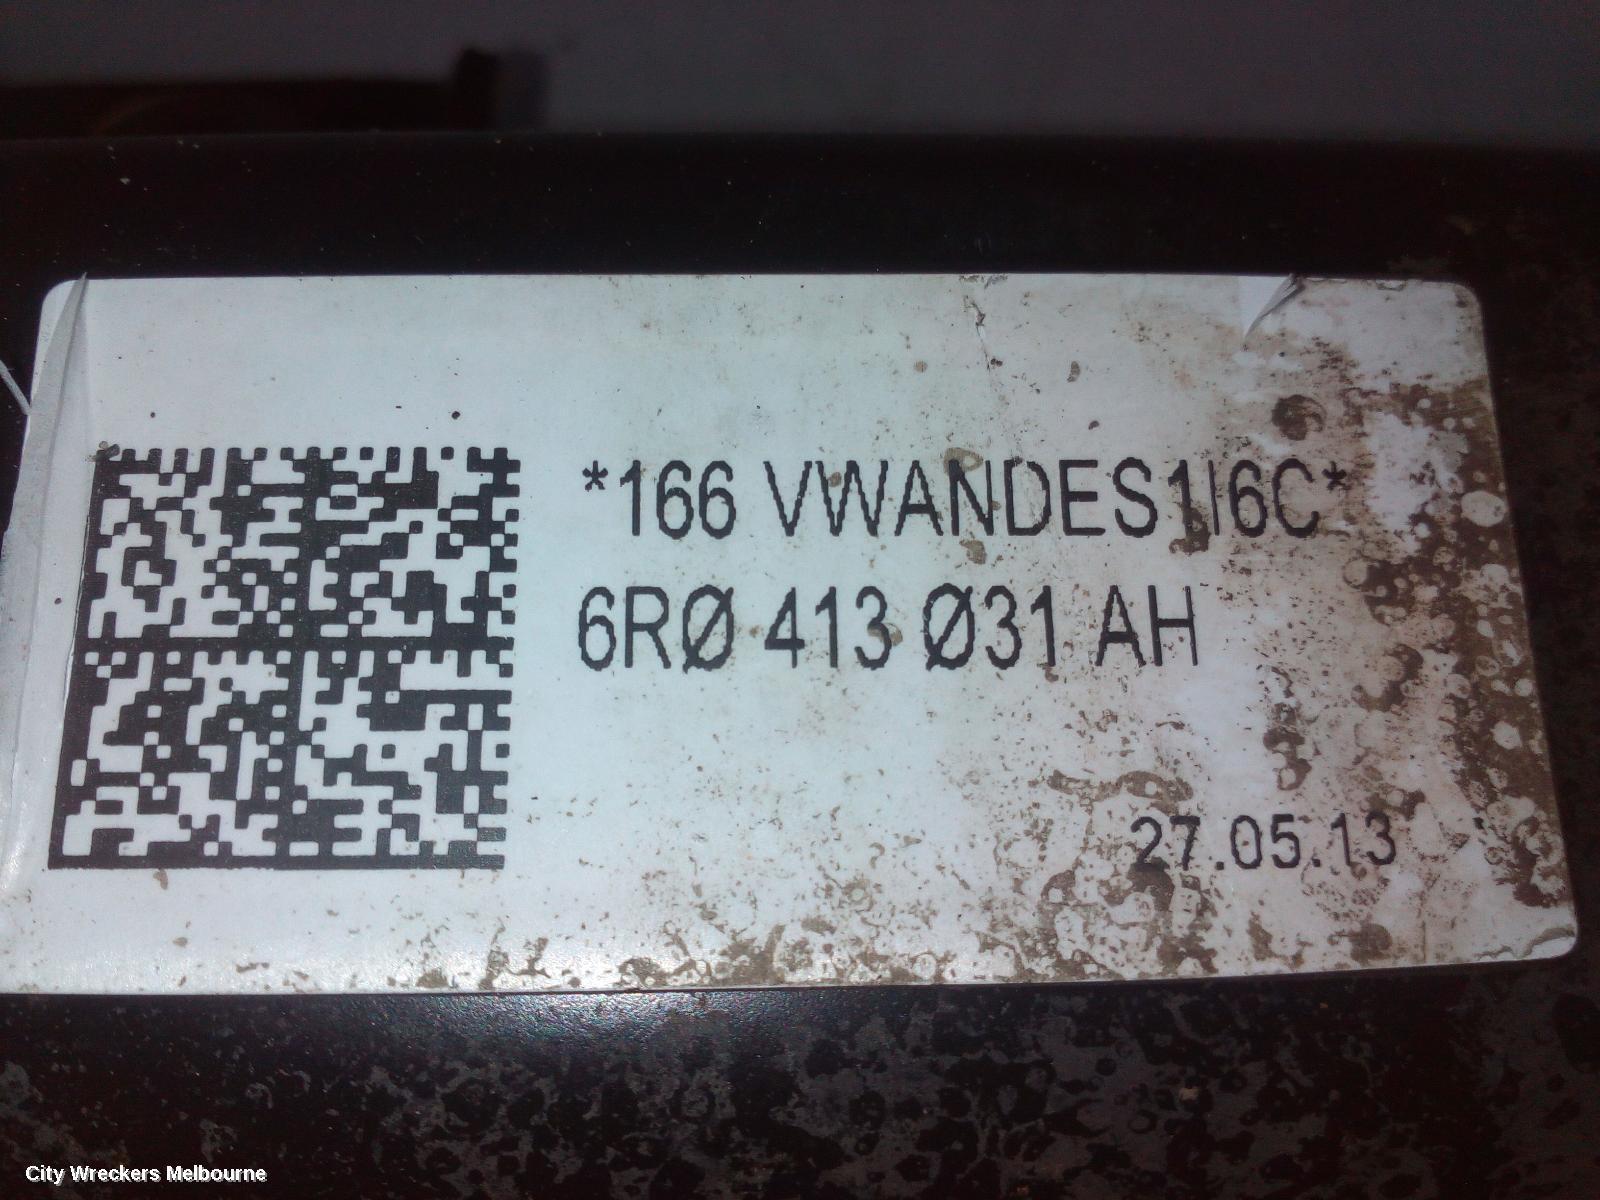 *166 VWANDES1I6C*
6RØ 413 Ø31 AH
27.05.13
City Wreckers Melbourne